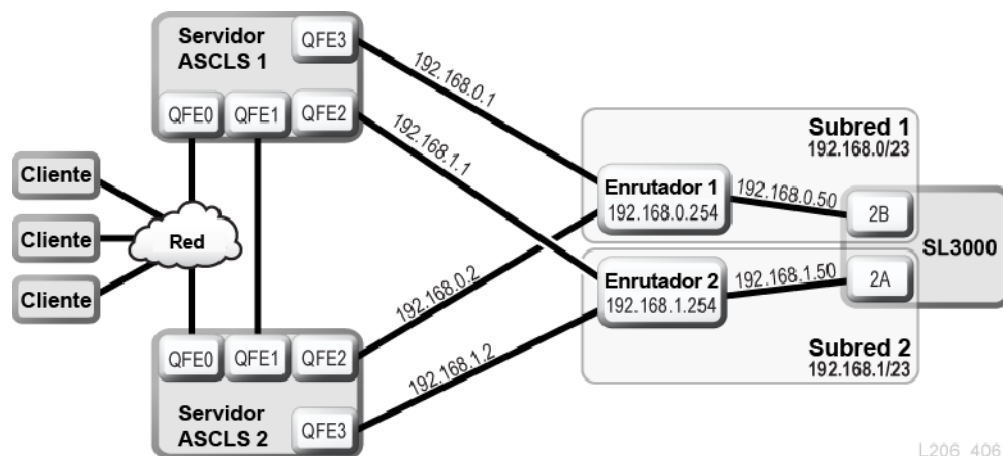 Servidor
ASCLS 1
QFE3
QFE0
QFE1
QFE2
192.168.0.1
192.168.1.1
Cliente
Cliente
Cliente
Red
Subred 1
192.168.0/23
Enrutador 1
192.168.0.254
192.168.0.50
2B
SL3000
Enrutador 2
192.168.1.254
192.168.1.50
2A
Subred 2
192.168.1/23
192.168.0.2
192.168.1.2
QFE0
QFE1
QFE2
Servidor
ASCLS 2
QFE3
L206_406